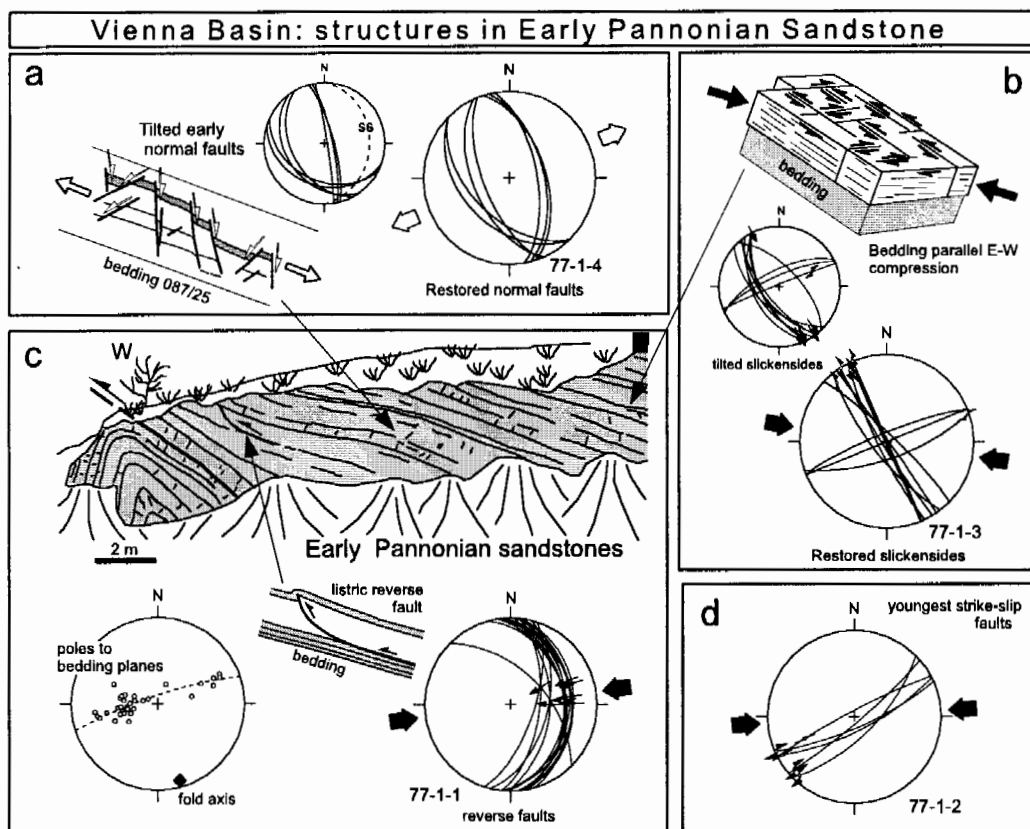 Vienna Basin: structures in Early Pannonian Sandstone
a
Tilted early
normal faults
N
S6
N
bedding 087/25
77-1-4
Restored normal faults
b
bedding
Bedding parallel E-W
compression
N
tilted slickensides
N
77-1-3
Restored slickensides
c
W
2 m
Early Pannonian sandstones
N
poles to
bedding planes
fold axis
listric reverse
fault
bedding
N
77-1-1
reverse faults
d
N
youngest strike-slip
faults
77-1-2